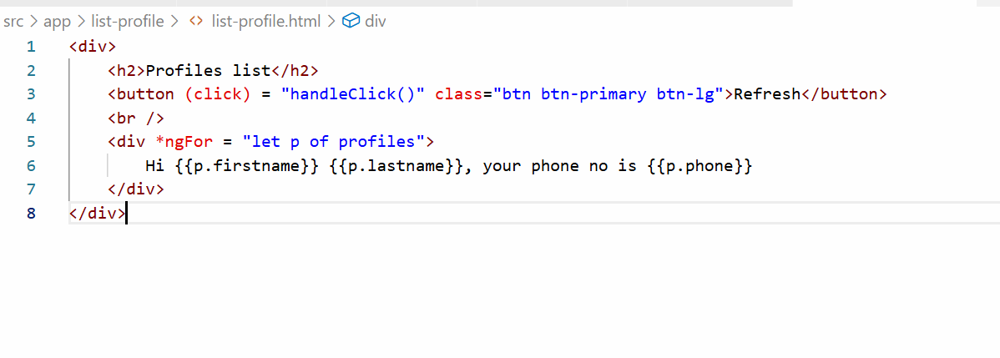 src > app > list-profile > <> list-profile.html > div
1 <div>
2     <h2>Profiles list</h2>
3     <button (click) = "handleClick()" class="btn btn-primary btn-lg">Refresh</button>
4     <br />
5     <div *ngFor = "let p of profiles">
6         Hi {{p.firstname}} {{p.lastname}}, your phone no is {{p.phone}}
7     </div>
8 </div>